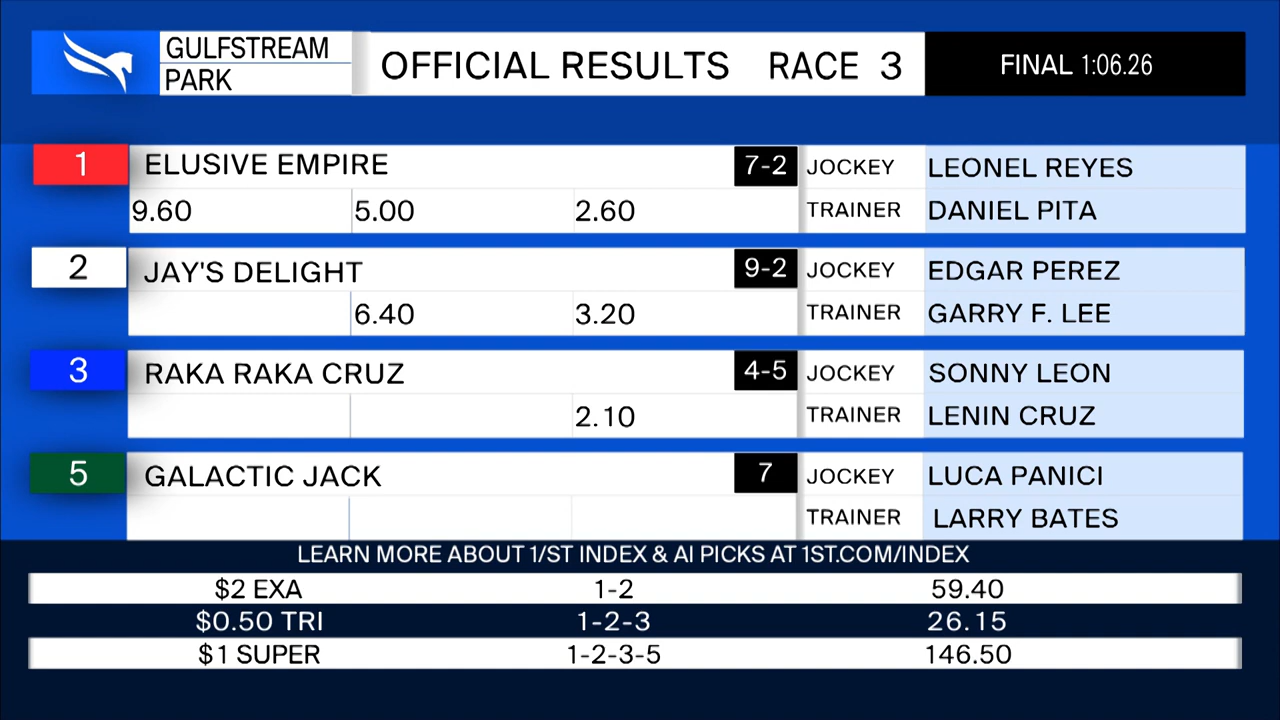 GULFSTREAM PARK OFFICIAL RESULTS RACE 3 FINAL 1:06.26
1 ELUSIVE EMPIRE 7-2 JOCKEY LEONEL REYES
9.60 5.00 2.60 TRAINER DANIEL PITA
2 JAY'S DELIGHT 9-2 JOCKEY EDGAR PEREZ
6.40 3.20 TRAINER GARRY F. LEE
3 RAKA RAKA CRUZ 4-5 JOCKEY SONNY LEON
2.10 TRAINER LENIN CRUZ
5 GALACTIC JACK 7 JOCKEY LUCA PANICI
TRAINER LARRY BATES
LEARN MORE ABOUT 1/ST INDEX & AI PICKS AT 1ST.COM/INDEX
$2 EXA 1-2 59.40
$0.50 TRI 1-2-3 26.15
$1 SUPER 1-2-3-5 146.50